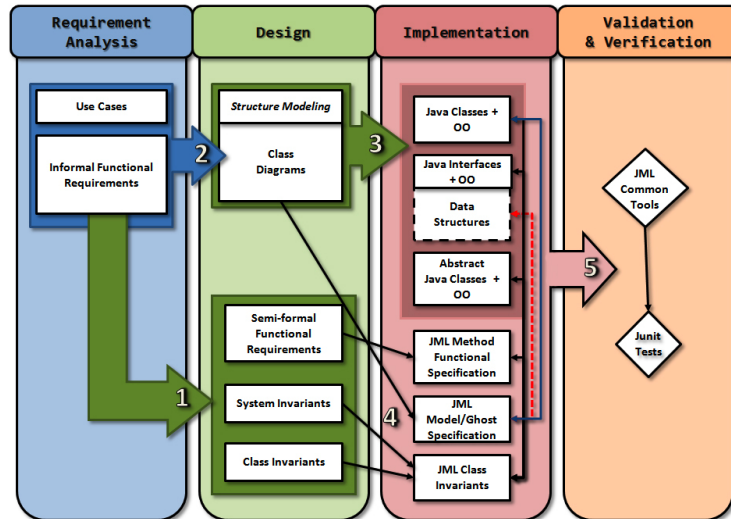 Requirement
Analysis
Design
Implementation
Validation
& Verification
Use Cases
Informal Functional
Requirements
2
1
Structure Modeling
Class
Diagrams
3
Semi-formal
Functional
Requirements
System Invariants
Class Invariants
4
Java Classes +
OO
Java Interfaces
+ OO
Data
Structures
Abstract
Java Classes + OO
JML Method
Functional
Specification
JML
Model/Ghost
Specification
JML Class
Invariants
5
JML
Common
Tools
Junit
Tests